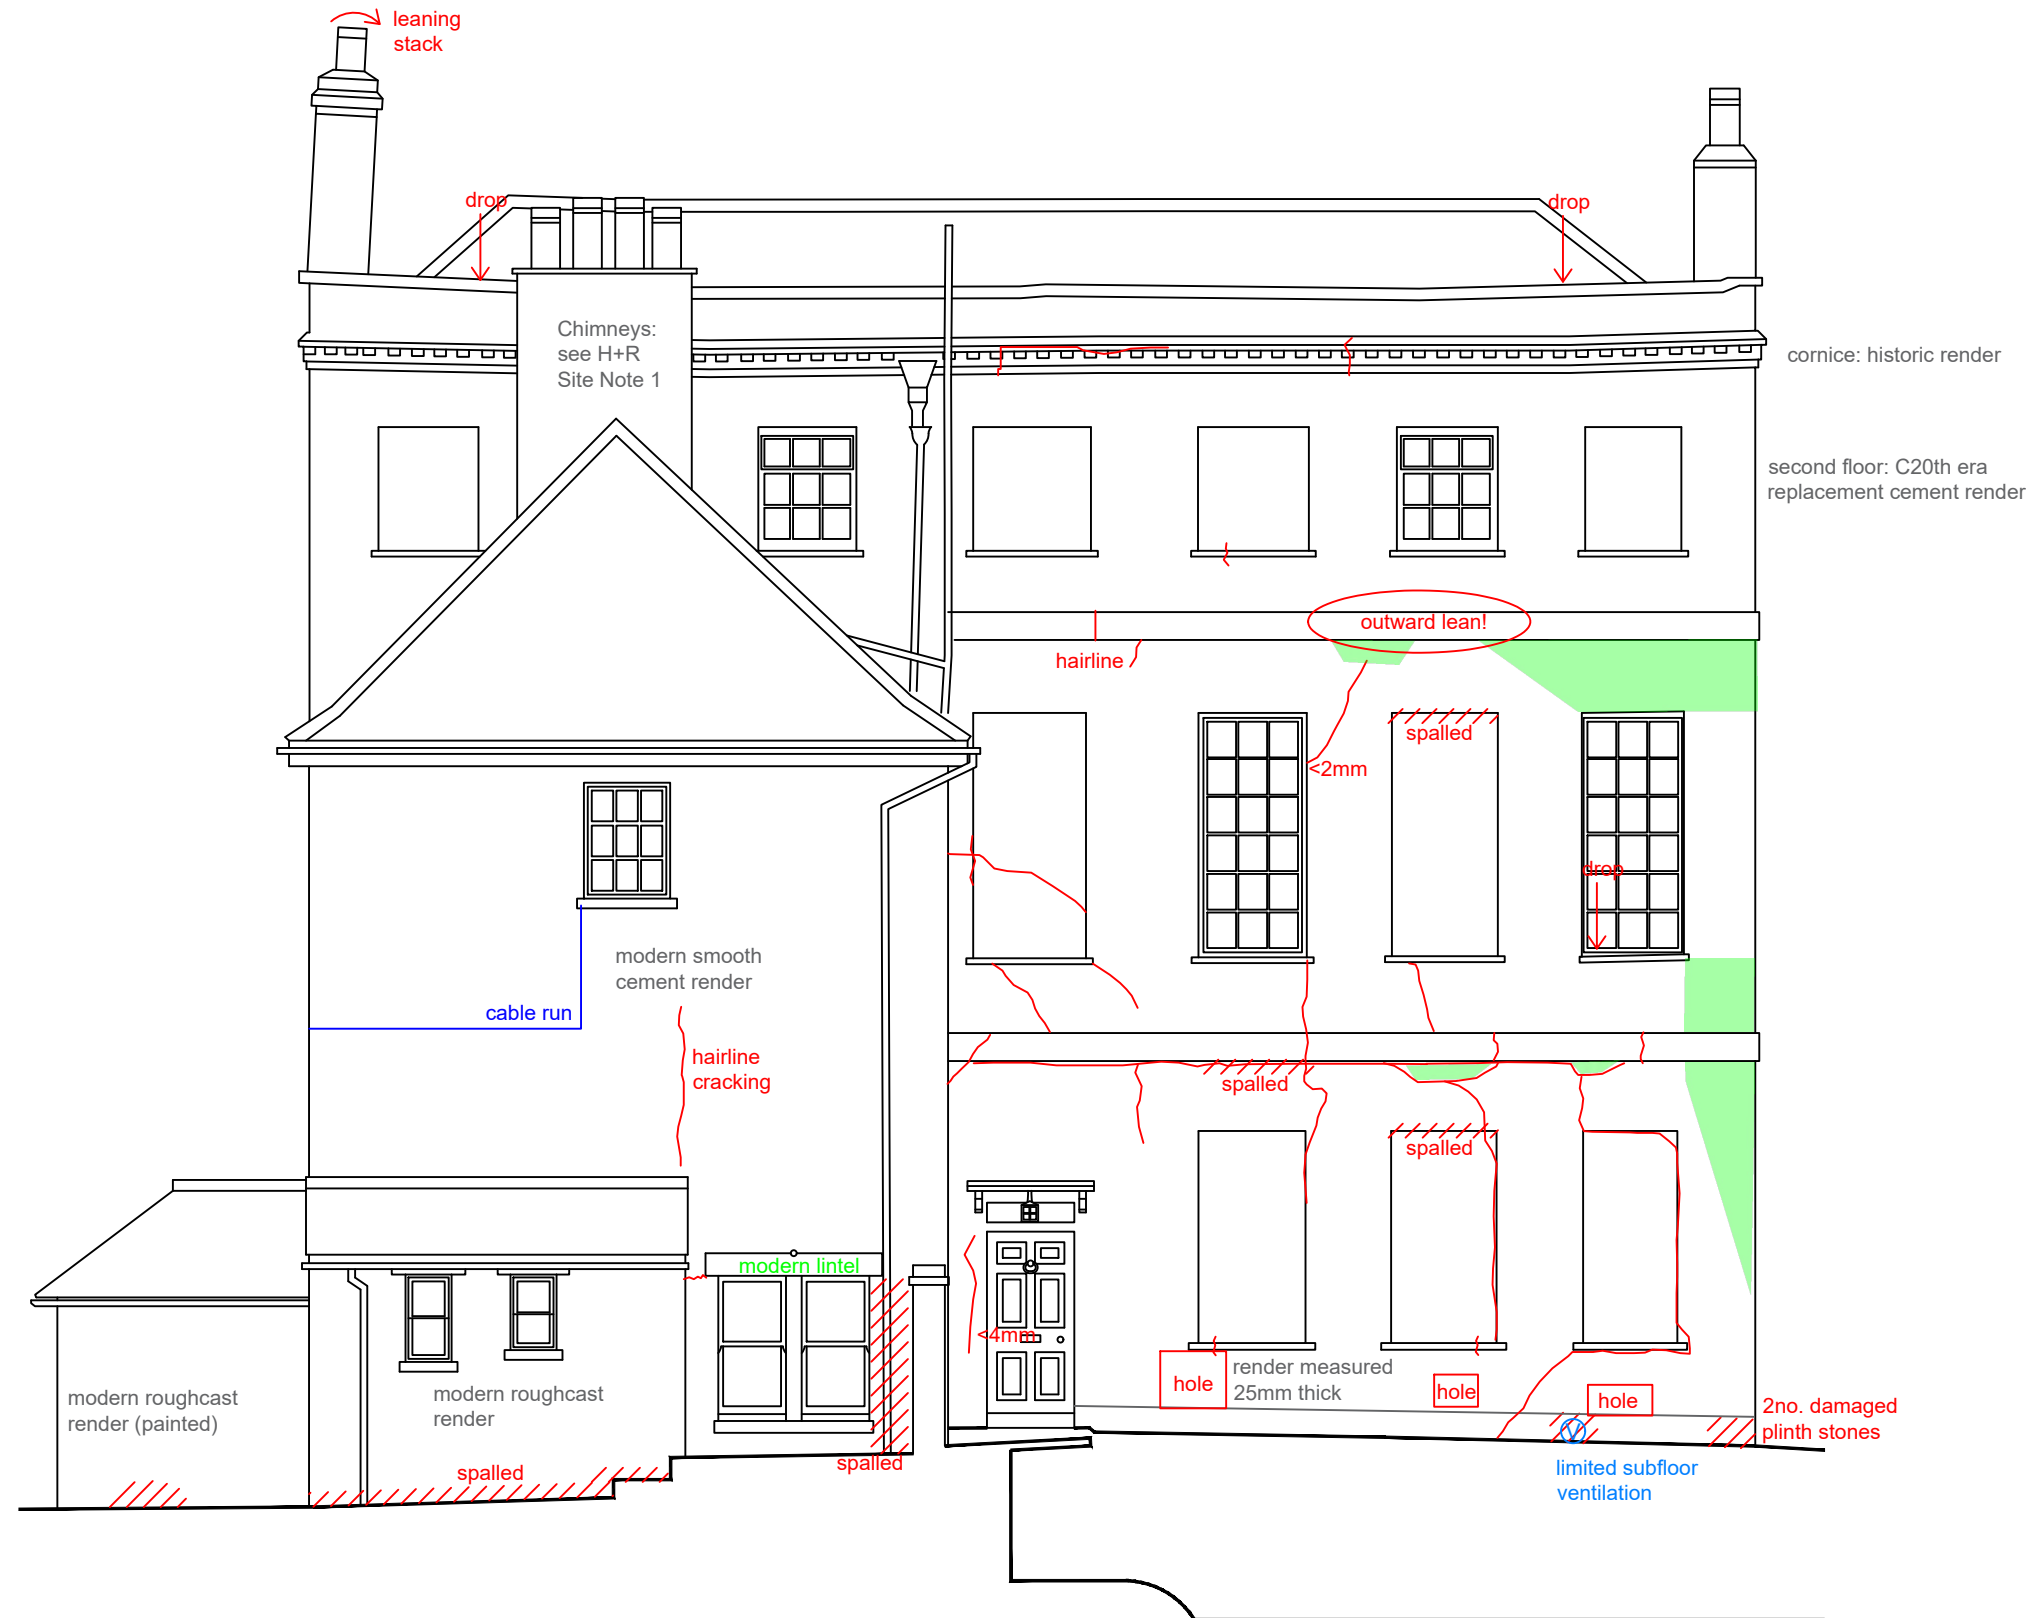 leaning
stack
drop
drop
Chimneys:
see H+R
Site Note 1
cornice: historic render
second floor: C20th era
replacement cement render
outward lean!
hairline
spalled
<2mm
drop
modern smooth
cement render
cable run
hairline
cracking
spalled
spalled
modern lintel
<4mm
render measured
25mm thick
hole
hole
hole
modern roughcast
render (painted)
modern roughcast
render
2no. damaged
plinth stones
spalled
spalled
V
limited subfloor
ventilation